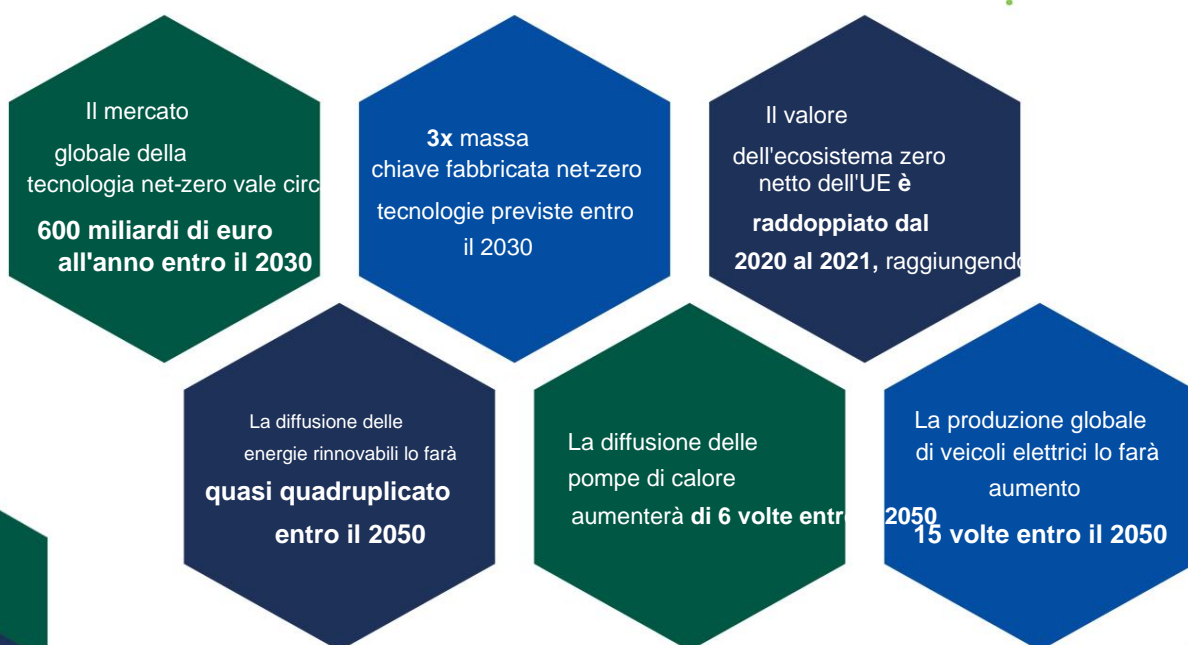 Il mercato
globale della
tecnologia net-zero vale circ
600 miliardi di euro
all'anno entro il 2030
3x massa
chiave fabbricata net-zero
tecnologie previste entro
il 2030
Il valore
dell'ecosistema zero
netto dell'UE è
raddoppiato dal
2020 al 2021, raggiungendo
La diffusione delle
energie rinnovabili lo farà
quasi quadruplicato
entro il 2050
La diffusione delle
pompe di calore
aumenterà di 6 volte entr 2050
La produzione globale
di veicoli elettrici lo farà
aumento
15 volte entro il 2050